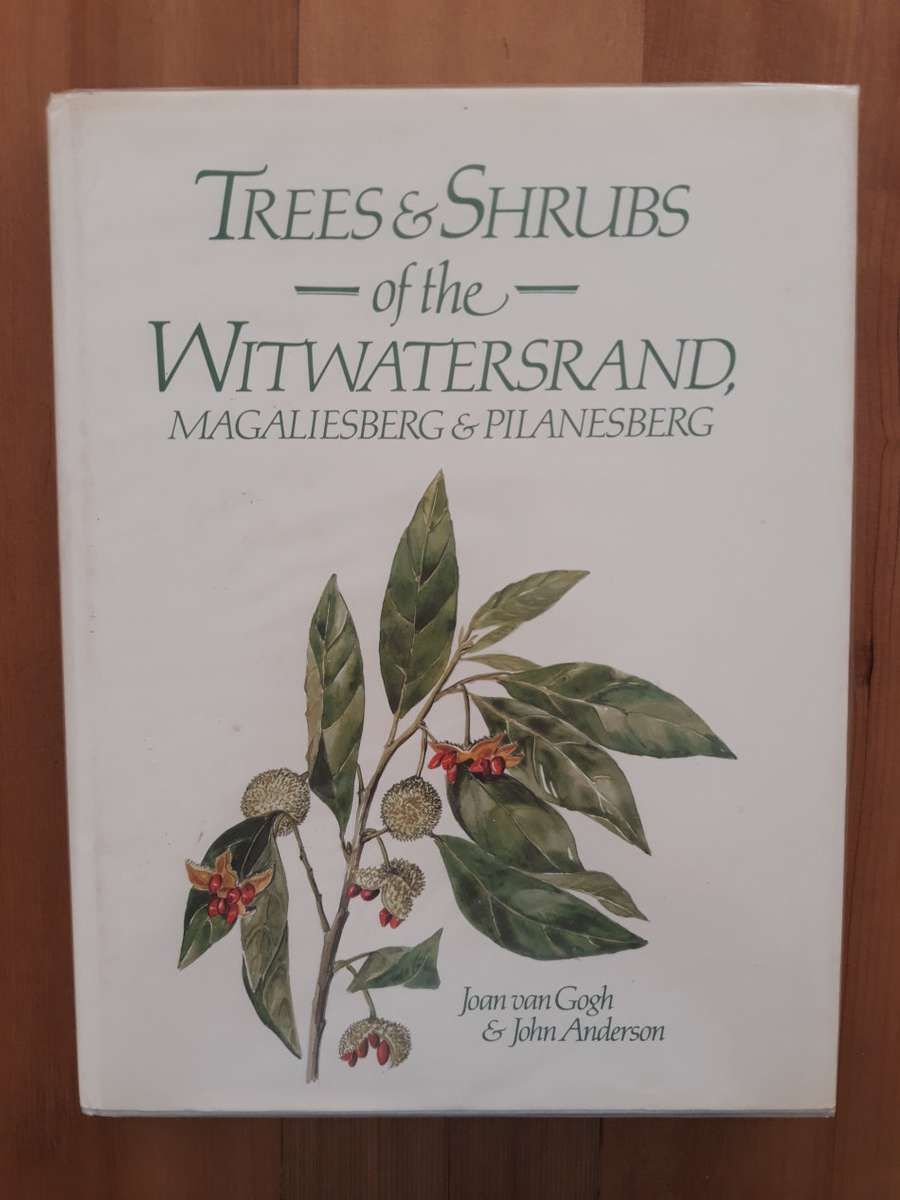 TREES & SHRUBS
of the
WITWATERSRAND,
MAGALIESBERG & PILANESBERG
Joan van Gogh
& John Anderson